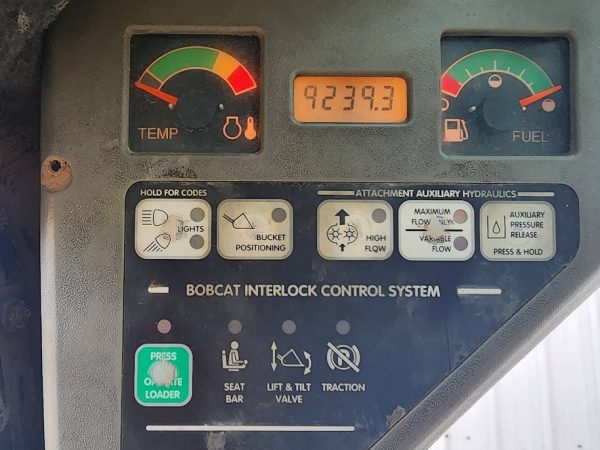 9239.3
TEMP
FUEL
HOLD FOR CODES
ATTACHMENT AUXILIARY HYDRAULICS
LIGHTS
BUCKET
POSITIONING
HIGH
FLOW
MAXIMUM
FLOW ONLY
VARIABLE
FLOW
AUXILIARY
PRESSURE
RELEASE
PRESS & HOLD
BOBCAT INTERLOCK CONTROL SYSTEM
PRESS
LOADER
SEAT
BAR
LIFT & TILT
VALVE
TRACTION